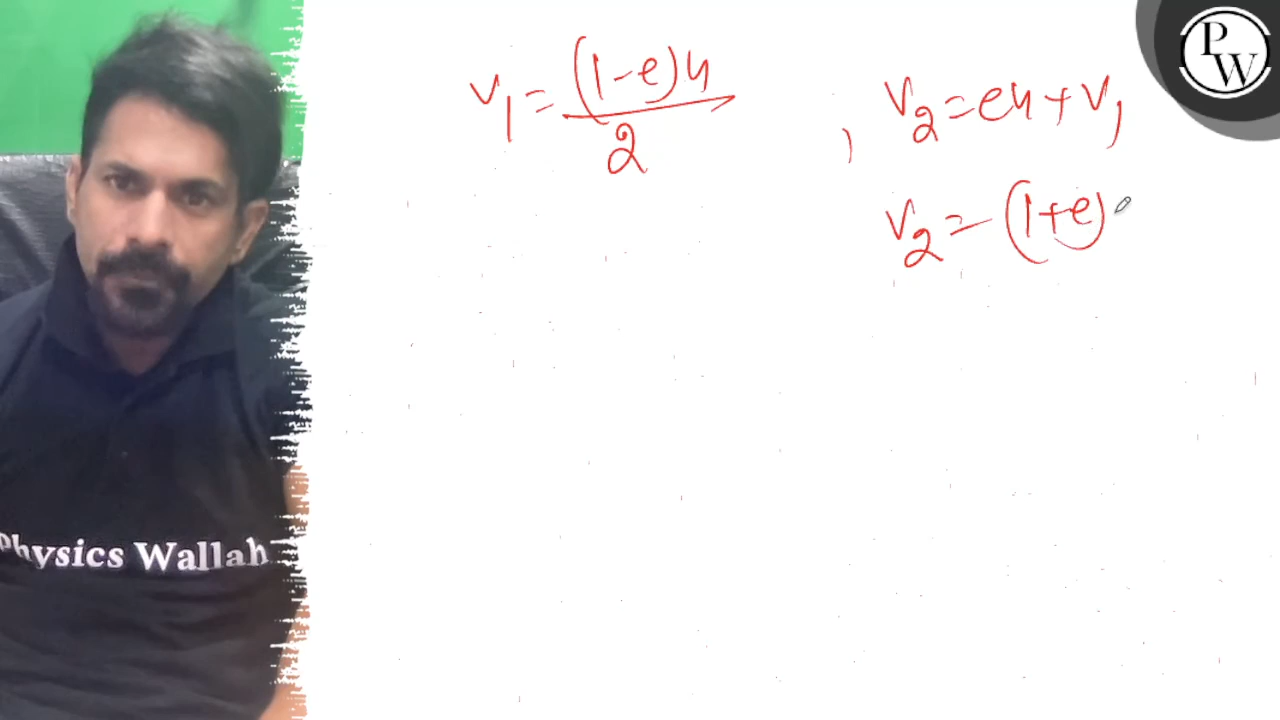 v₁ = (1-e)u / 2 , v₂ = eu + v₁
v₂ = (1+e)
PW
Physics Wallah